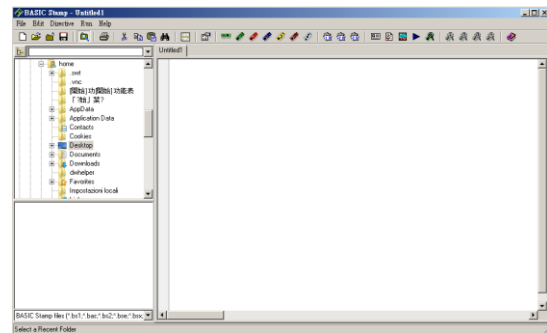 BASIC Stamp - Untitled1
File Edit Directive Run Help
Untitled1
home
.swt
.vnc
AppData
Application Data
Contacts
Cookies
Desktop
Documents
Downloads
dwhelper
Favorites
Impostazioni locali
BASIC Stamp files (*.bs1;*.bas;*.bs2;*.bse;*.bsx,
Select a Recent Folder